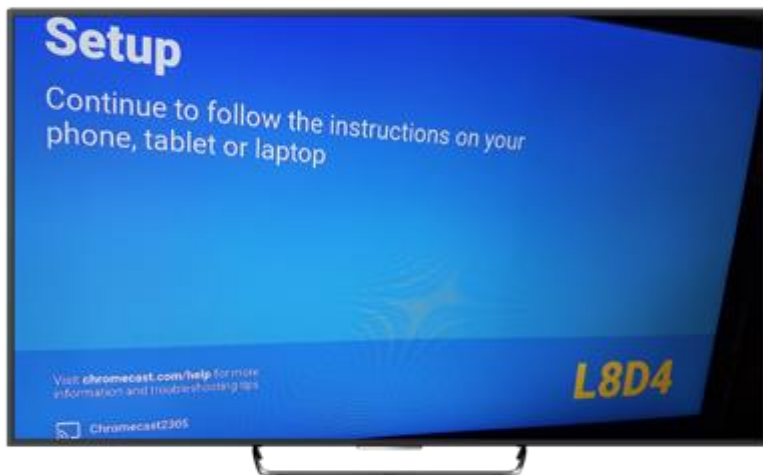 Setup
Continue to follow the instructions on your
phone, tablet or laptop
Visit chromecast.com/help for more
information and troubleshooting tips
L8D4
Chromecast2305